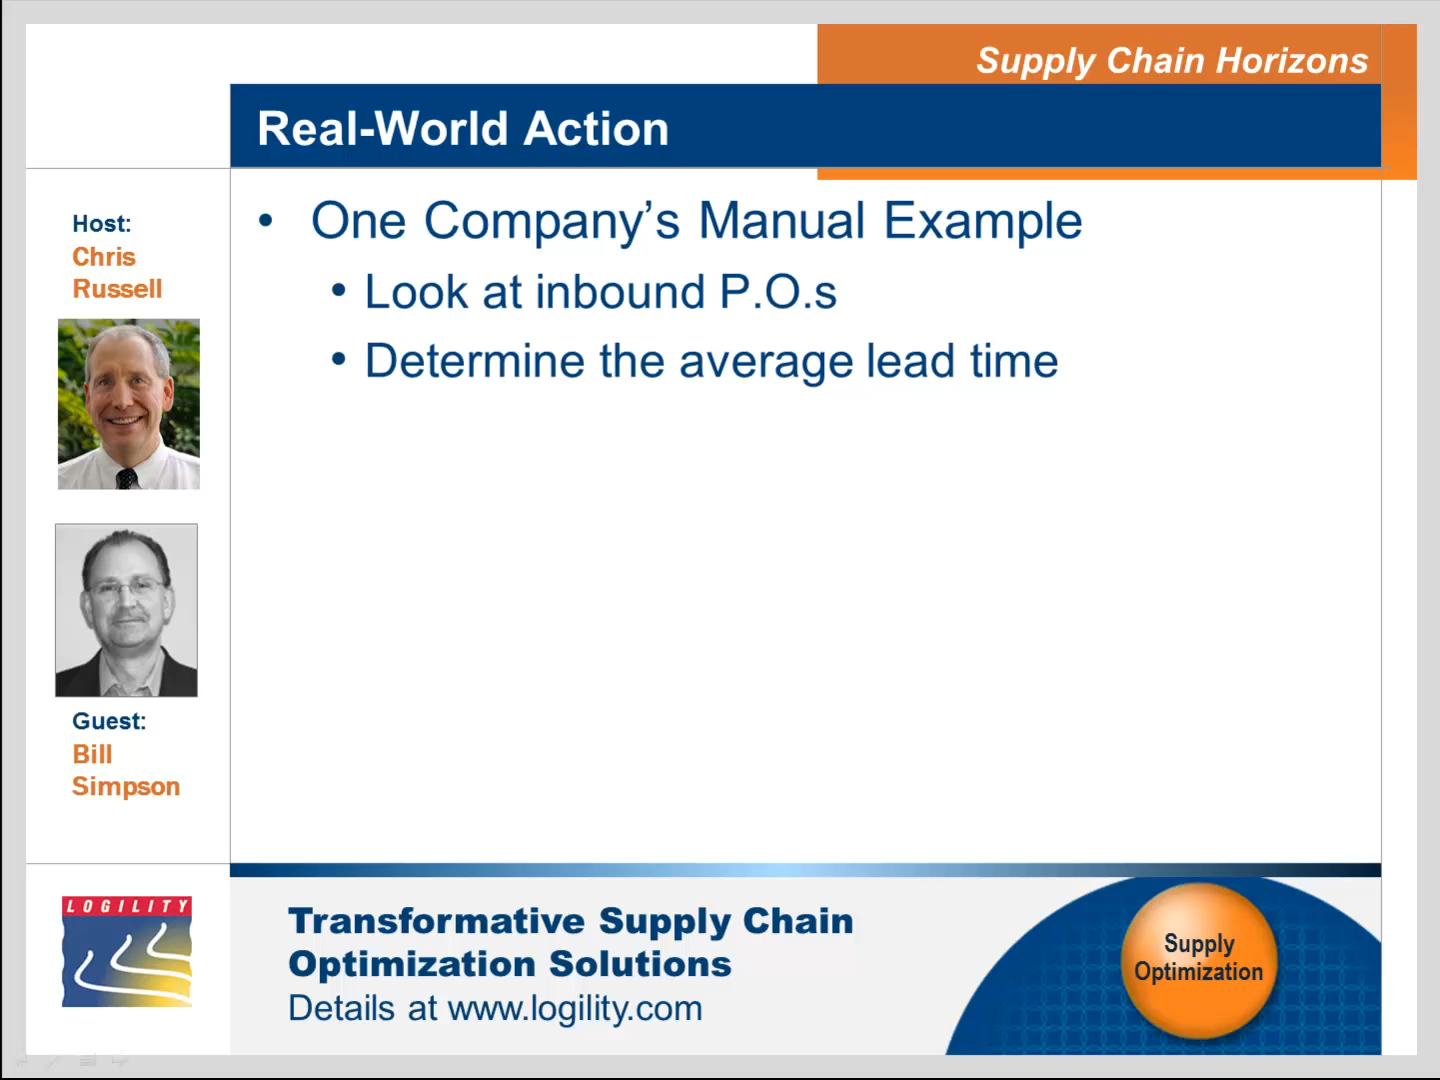 Supply Chain Horizons
Real-World Action
Host:
Chris
Russell
Guest:
Bill
Simpson
• One Company’s Manual Example
• Look at inbound P.O.s
• Determine the average lead time
LOGILITY
Transformative Supply Chain
Optimization Solutions
Details at www.logility.com
Supply
Optimization